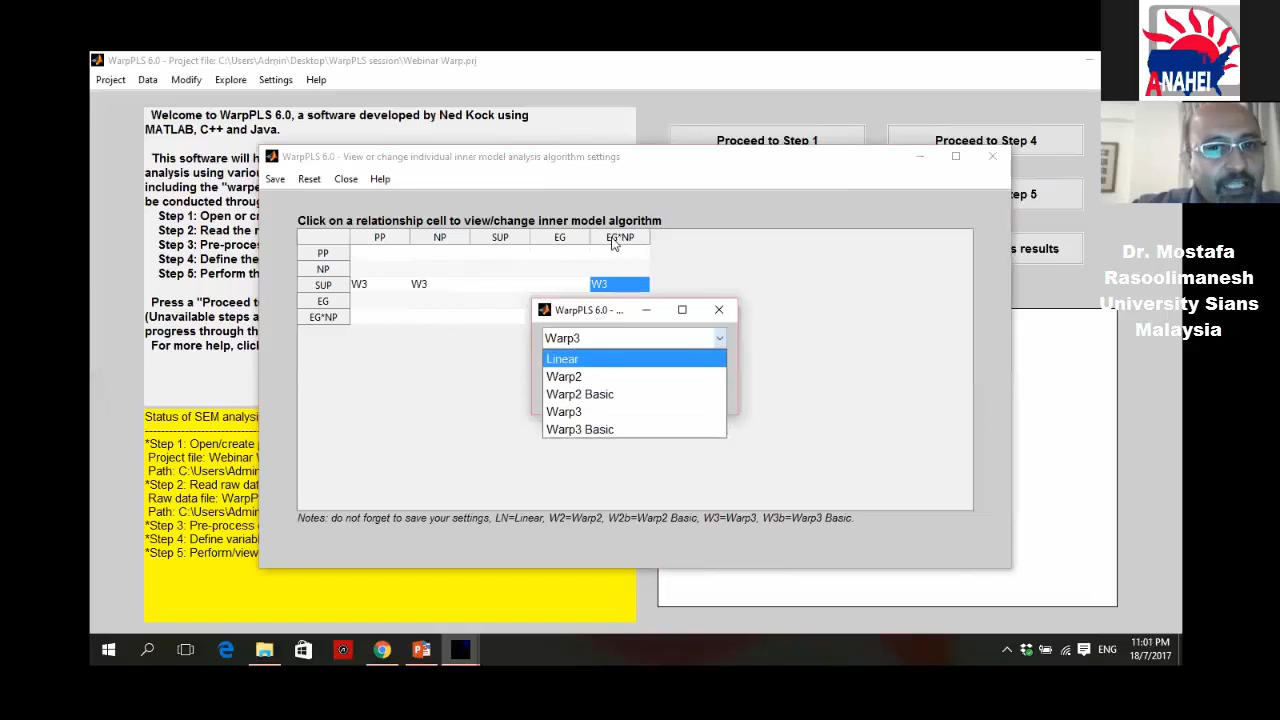 WarpPLS 6.0 - Project file: C:\Users\Admin\Desktop\WarpPLS session\Webinar Warp.prj
Project Data Modify Explore Settings Help
Welcome to WarpPLS 6.0, a software developed by Ned Kock using
MATLAB, C++ and Java.
Proceed to Step 1
Proceed to Step 4
ANAHEI
This software will h
analysis using variou
including the "warpe
be conducted throug
Step 1: Open or cr
Step 2: Read the r
Step 3: Pre-proces
Step 4: Define the
Step 5: Perform th
Press a "Proceed to
(Unavailable steps a
progress through th
For more help, click
ep 5
s results
WarpPLS 6.0 - View or change individual inner model analysis algorithm settings
Save Reset Close Help
Click on a relationship cell to view/change inner model algorithm
PP NP SUP EG EG*NP
PP
NP
SUP W3 W3 W3
EG
EG*NP
WarpPLS 6.0 - ...
Warp3
Linear
Warp2
Warp2 Basic
Warp3
Warp3 Basic
Notes: do not forget to save your settings, LN=Linear, W2=Warp2, W2b=Warp2 Basic, W3=Warp3, W3b=Warp3 Basic.
Status of SEM analysi
*Step 1: Open/create
Project file: Webinar
Path: C:\Users\Admin
*Step 2: Read raw dat
Raw data file: WarpP
Path: C:\Users\Admin
*Step 3: Pre-process
*Step 4: Define variab
*Step 5: Perform/view
Dr. Mostafa
Rasoolimanesh
University Sians
Malaysia
ENG
11:01 PM
18/7/2017